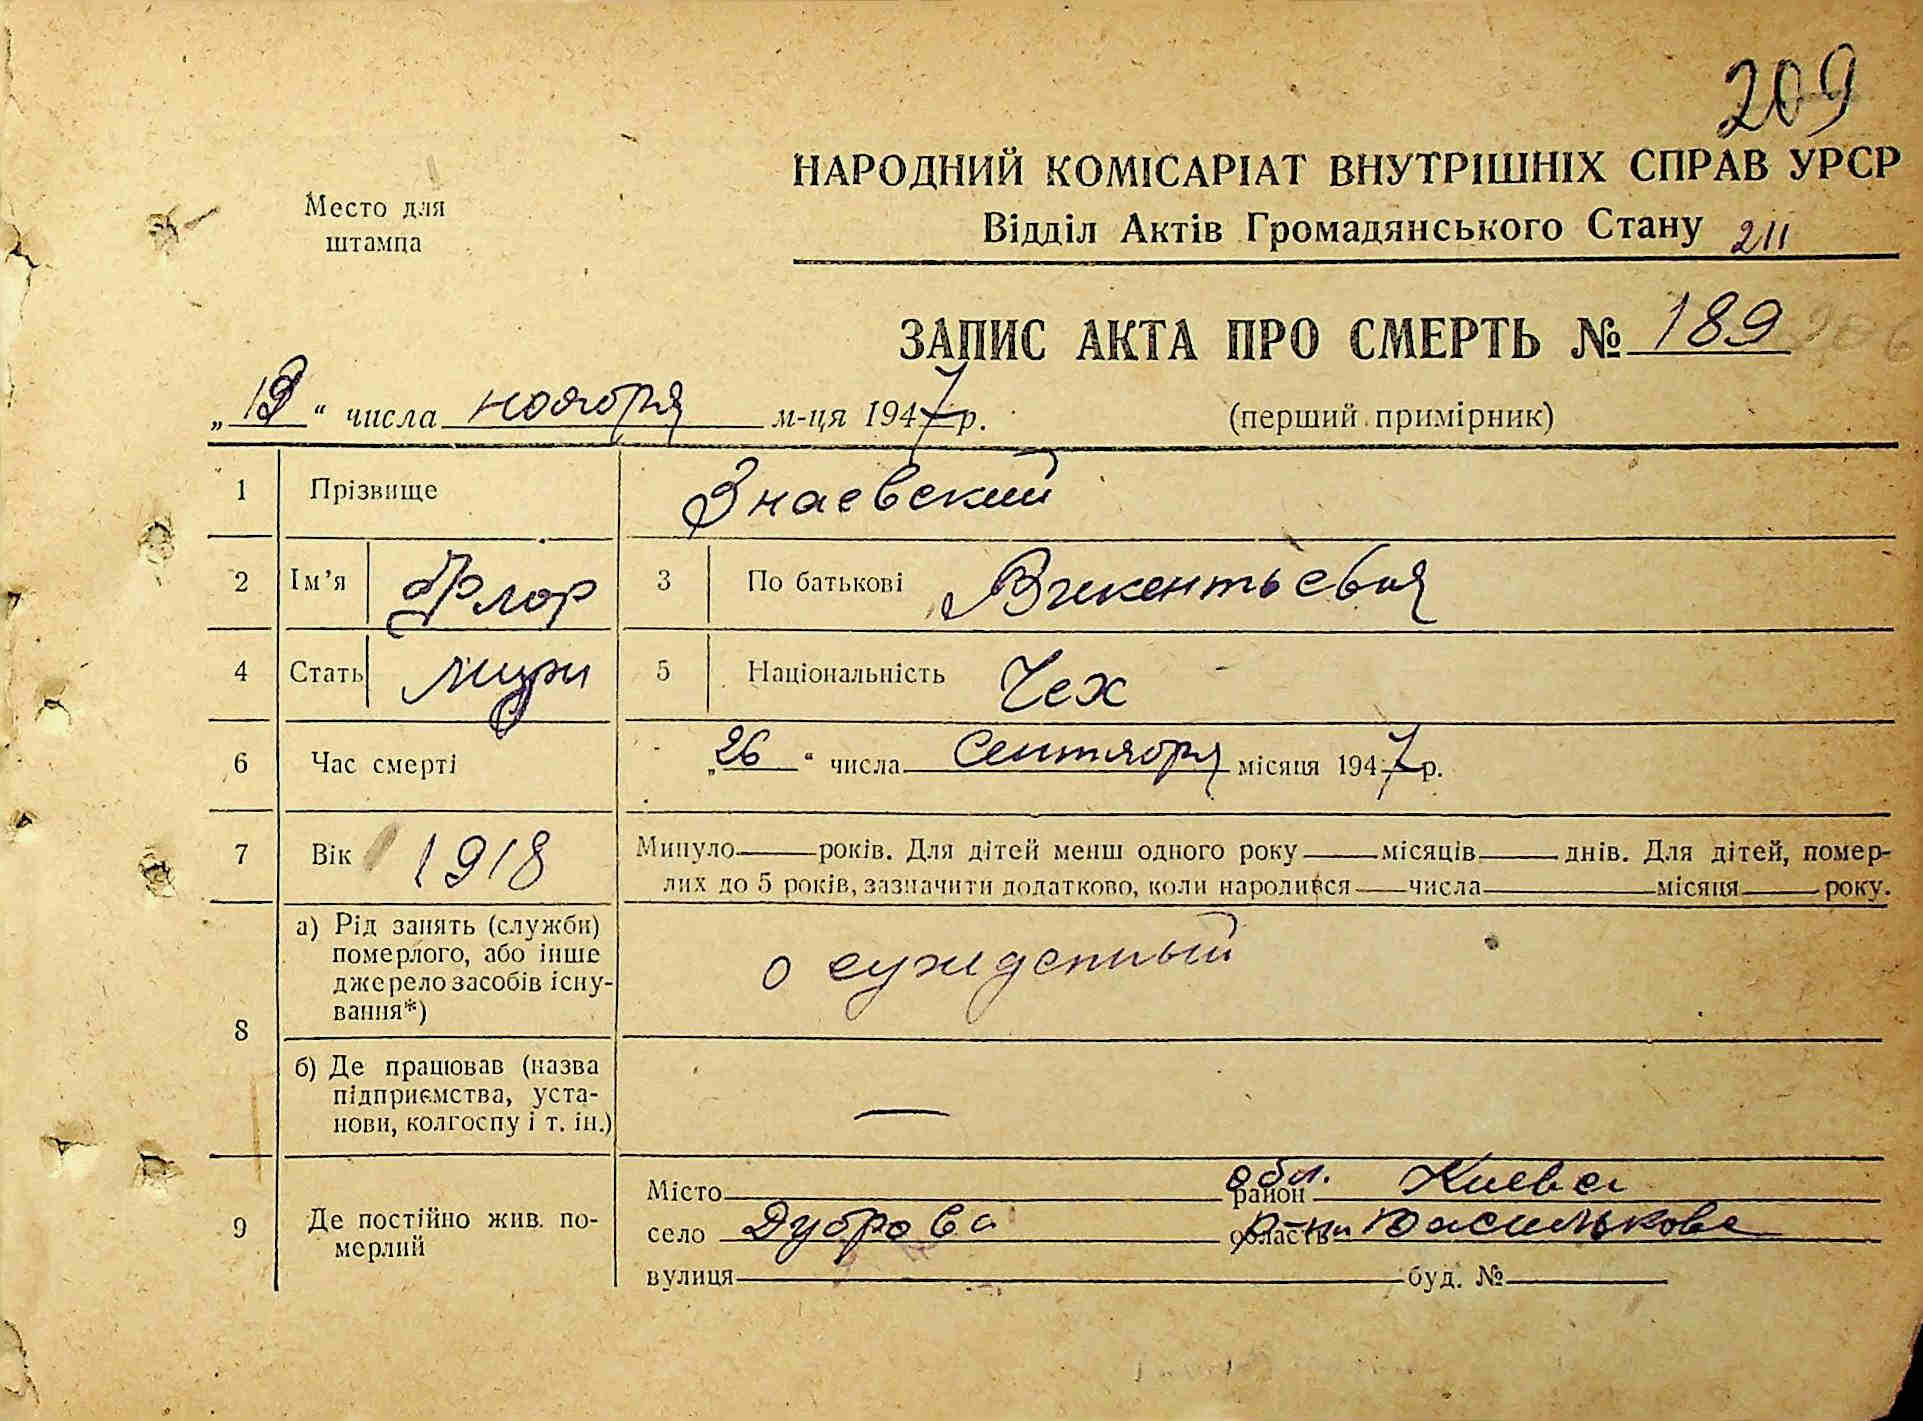 209
Место для
штампа
НАРОДНИЙ КОМІСАРІАТ ВНУТРІШНІХ СПРАВ УРСР
Відділ Актів Громадянського Стану 211
ЗАПИС АКТА ПРО СМЕРТЬ № 189 206
„19“ числа ноября м-ця 1947 р. (перший примірник)
1 Прізвище Знаевский
2 Ім’я Флор 3 По батькові Викентьевич
4 Стать муж 5 Національність Чех
6 Час смерті „26“ числа Сентября місяця 1947 р.
7 Вік 1918 Минуло — років. Для дітей менш одного року — місяців — днів. Для дітей, помер-
лих до 5 років, зазначити додатково, коли народився — числа — місяця — року.
8 а) Рід занять (служби)
померлого, або інше
джерело засобів існу-
вання*)
осужденный
б) Де працював (назва
підприємства, уста-
нови, колгоспу і т. ін.)
—
9 Де постійно жив. по-
мерлий
Місто район обл. Киевс
село Дуброва область р-на Васильков
вулиця буд. №